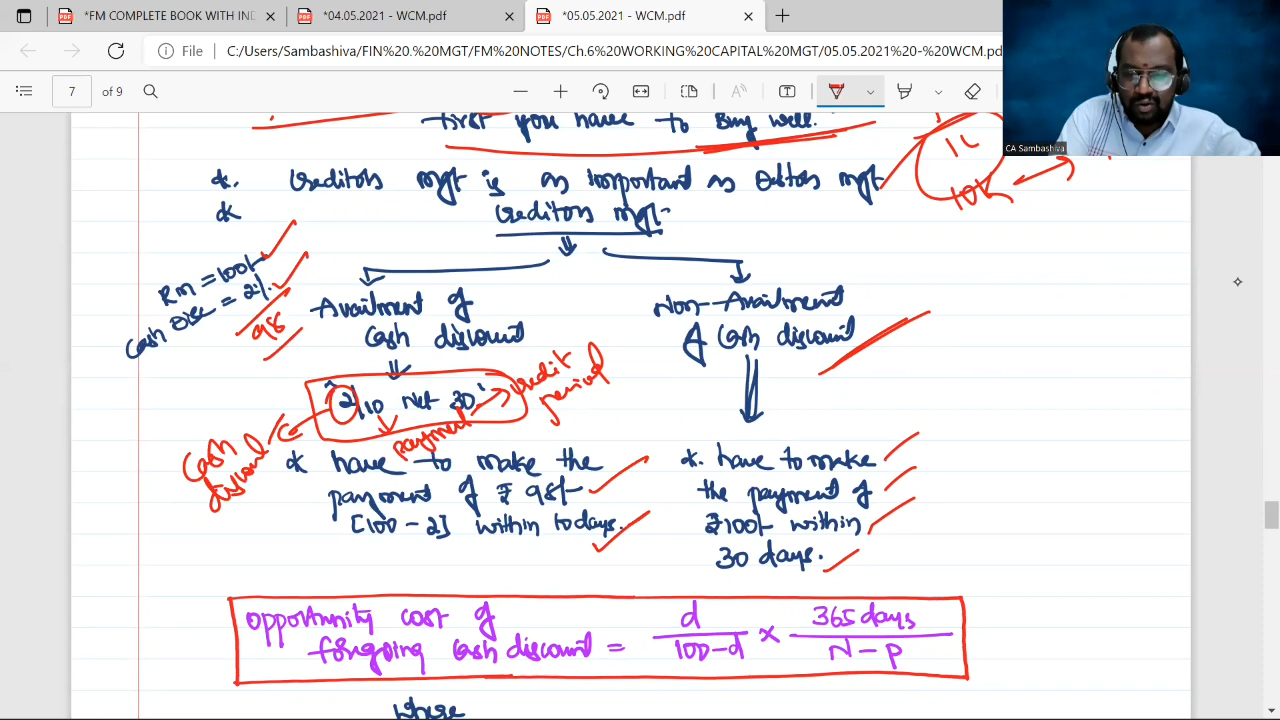 *FM COMPLETE BOOK WITH IND
*04.05.2021 - WCM.pdf
*05.05.2021 - WCM.pdf
File
C:/Users/Sambashiva/FIN%20.%20MGT/FM%20NOTES/Ch.6%20WORKING%20CAPITAL%20MGT/05.05.2021%20-%20WCM.pd
7 of 9
CA Sambashiva
First you have to Buy well.
1L
10K
*. Creditors mgt is as important as Debtors mgt
*
Creditors mgt
RM = 100/-
Cash Disc = 2%.
98
Availment of
Cash discount
Non-Availment
of Cash discount
'2/10 Net 30'
credit
period
payment
Cash
discount
* have to make the
payment of ₹ 98/-
[100 - 2] within 10 days.
*. have to make
the payment of
₹100/- within
30 days.
opportunity cost of
forgoing cash discount = d/100-d × 365 days/N-P
where